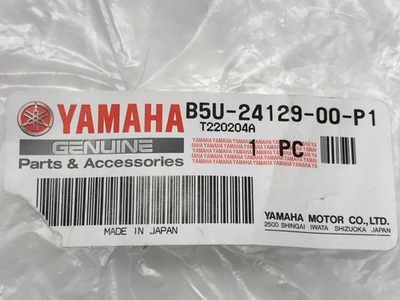 YAMAHA B5U-24129-00-P1
T220204A
GENUINE
Parts & Accessories
1 PC
MADE IN JAPAN
YAMAHA MOTOR CO.,LTD.
2500 SHINGAI IWATA SHIZUOKA JAPAN